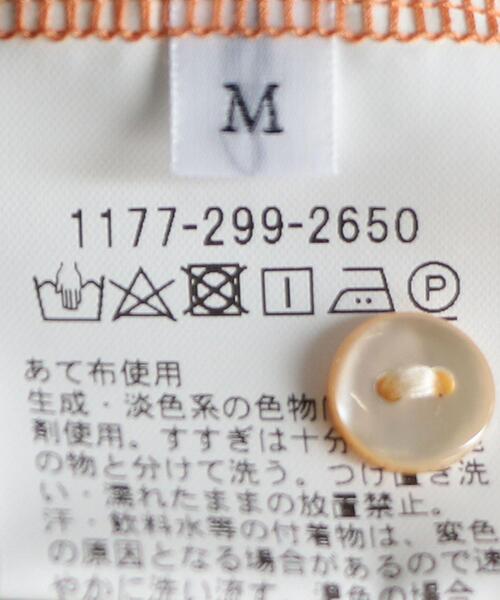 M
1177-299-2650
P
あて布使用
生成・淡色系の色物
剤使用。すすぎは十分
の物と分けて洗う。つけ置き洗
い・濡れたままの放置禁止。
汗・飲料水等の付着物は、変色
の原因となる場合があるので速
やかに洗い流す。